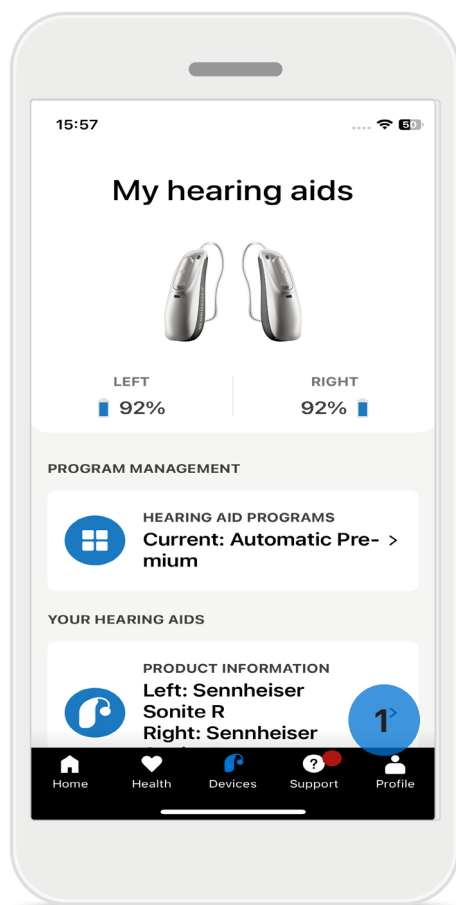 15:57
50
My hearing aids
LEFT
RIGHT
92%
92%
PROGRAM MANAGEMENT
HEARING AID PROGRAMS
Current: Automatic Pre- >
mium
YOUR HEARING AIDS
PRODUCT INFORMATION
Left: Sennheiser
Sonite R
Right: Sennheiser
1 >
?
Home
Health
Devices
Support
Profile